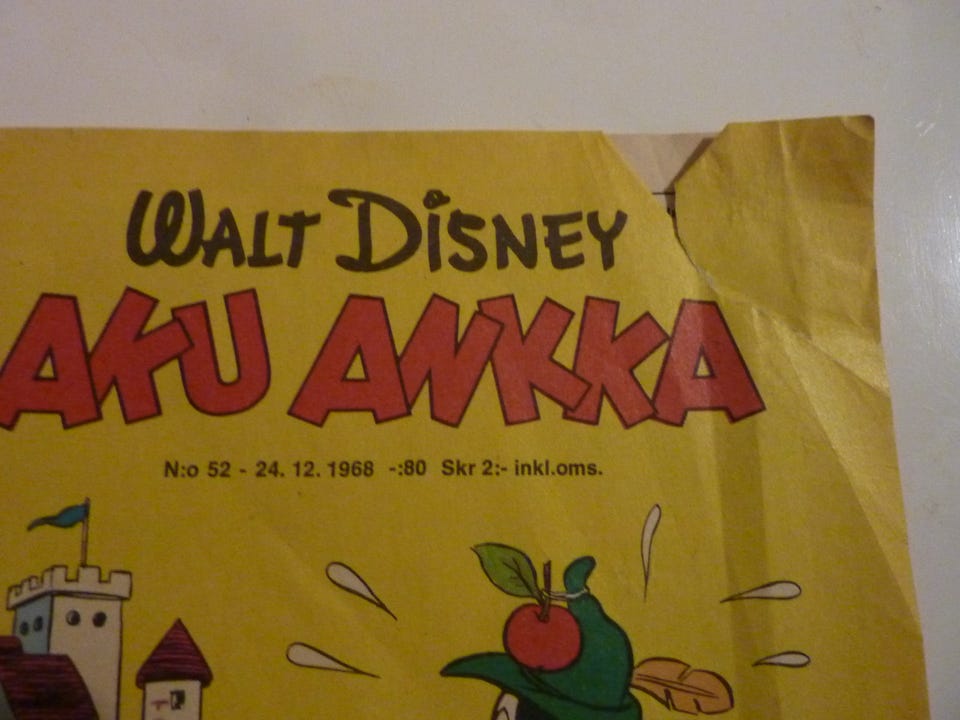 WALT DISNEY
AKU ANKKA
N:o 52 - 24. 12. 1968 -:80 Skr 2:- inkl.oms.